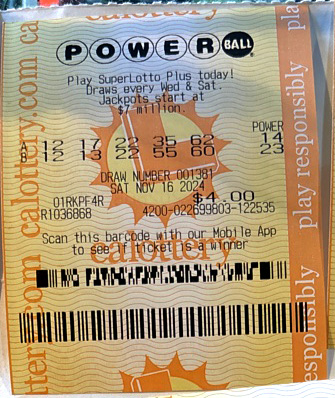 POWERBALL
Play SuperLotto Plus today!
Draws every Wed & Sat.
Jackpots start at
$7 million.
POWER
A 12 17 22 35 62 14
B 12 13 22 55 60 23
DRAW NUMBER 001381
SAT NOV 16 2024
01RKPF4R $4.00
R1036868 4200-022699803-122535
Scan this barcode with our Mobile App
to see if ticket is a winner
calottery
calottery.com ca
play responsibly